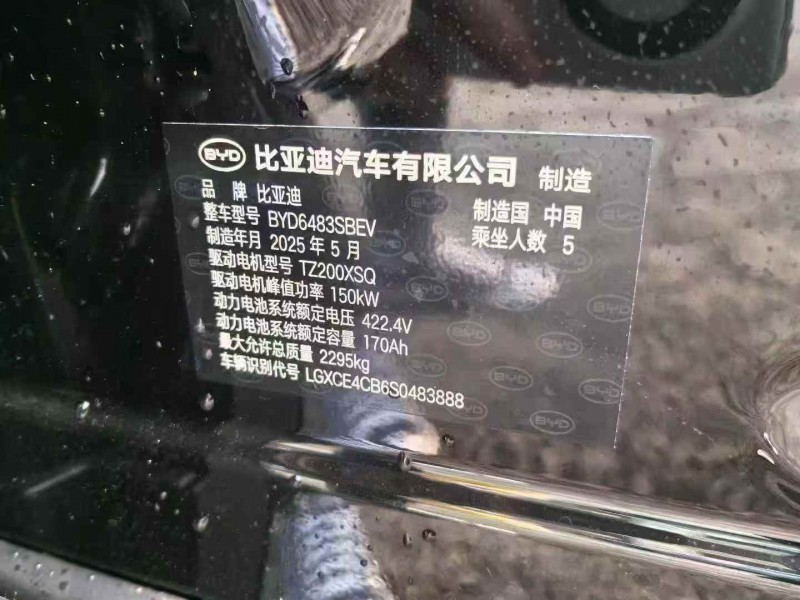 BYD 比亚迪汽车有限公司 制造
品牌 比亚迪
制造国 中国
整车型号 BYD6483SBEV
乘坐人数 5
制造年月 2025年5月
驱动电机型号 TZ200XSQ
驱动电机峰值功率 150kW
动力电池系统额定电压 422.4V
动力电池系统额定容量 170Ah
最大允许总质量 2295kg
车辆识别代号 LGXCE4CB6S0483888